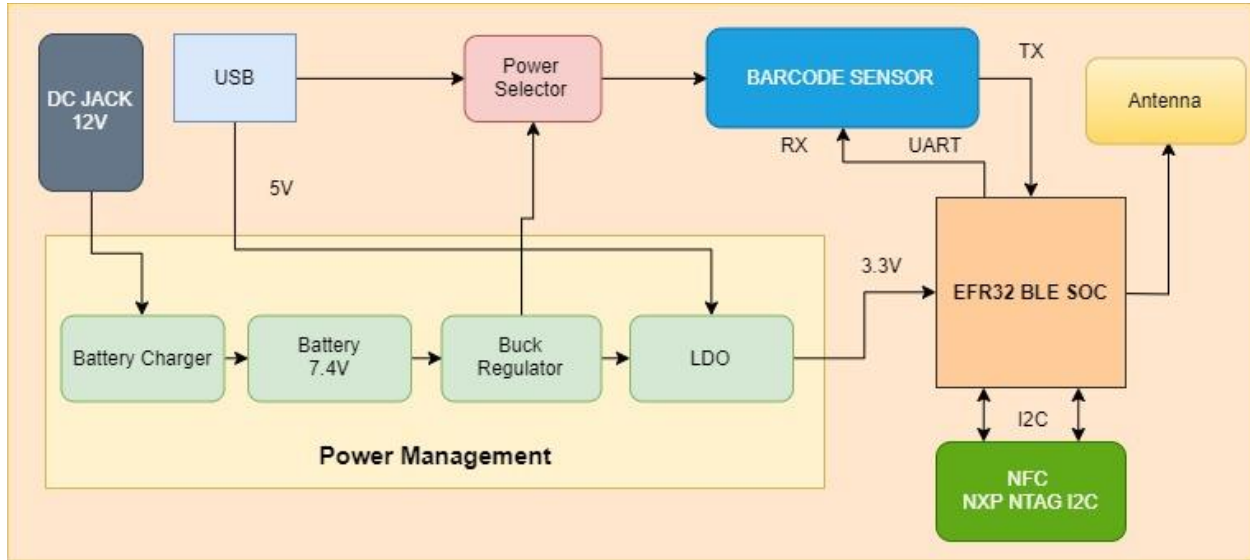 DC JACK
12V
USB
Power
Selector
BARCODE SENSOR
TX
Antenna
RX
UART
5V
3.3V
EFR32 BLE SOC
Battery Charger
Battery
7.4V
Buck
Regulator
LDO
Power Management
I2C
NFC
NXP NTAG I2C